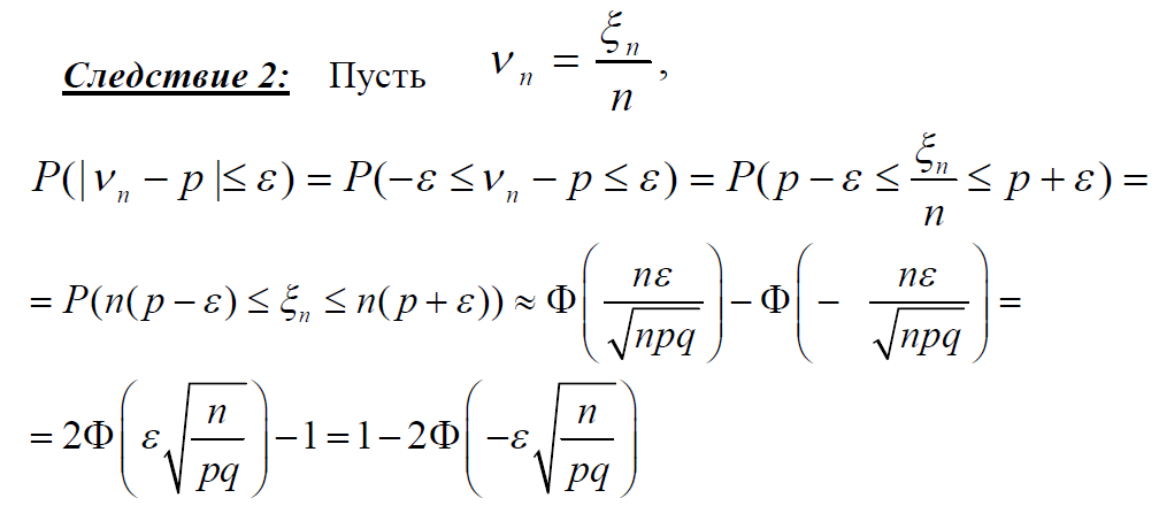 Следствие 2: Пусть ν_n = ξ_n / n,
P(| ν_n − p |≤ ε) = P(−ε ≤ ν_n − p ≤ ε) = P(p − ε ≤ ξ_n / n ≤ p + ε) =
= P(n(p − ε) ≤ ξ_n ≤ n(p + ε)) ≈ Φ( nε / √(npq) ) − Φ( − nε / √(npq) ) =
= 2Φ( ε √(n / pq) ) − 1 = 1 − 2Φ( −ε √(n / pq) )